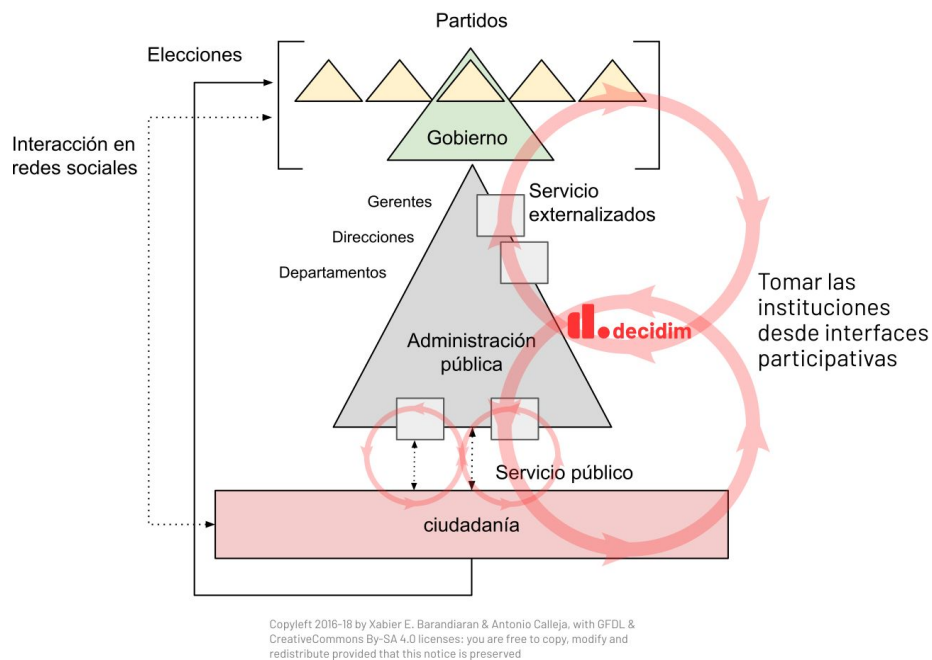 Partidos
Elecciones
Interacción en
redes sociales
Gobierno
Gerentes
Direcciones
Departamentos
Servicio
externalizados
Tomar las
instituciones
desde interfaces
participativas
decidim
Administración
pública
Servicio público
ciudadanía
Copyleft 2016-18 by Xabier E. Barandiaran & Antonio Calleja, with GFDL &
CreativeCommons By-SA 4.0 licenses: you are free to copy, modify and
redistribute provided that this notice is preserved